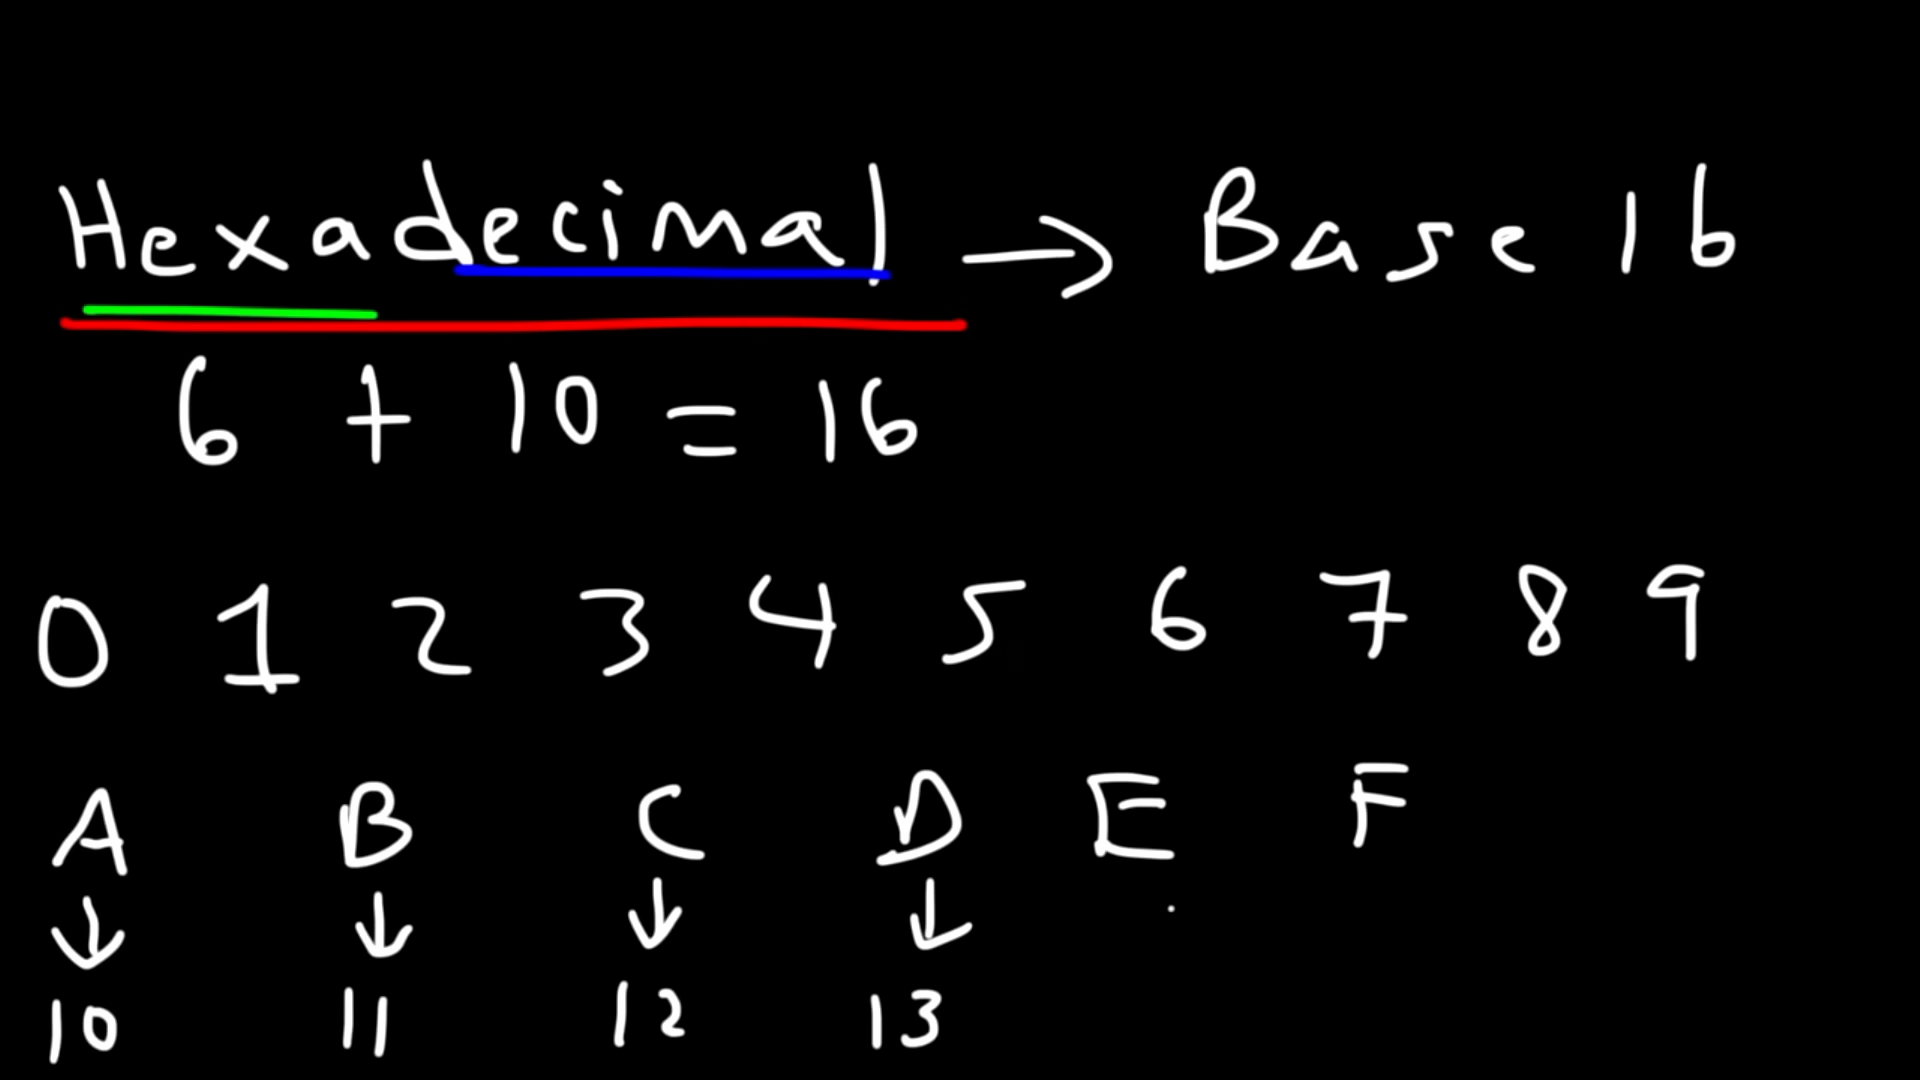 Hexadecimal → Base 16
6 + 10 = 16
0 1 2 3 4 5 6 7 8 9
A B C D E F
↓ ↓ ↓ ↓
10 11 12 13